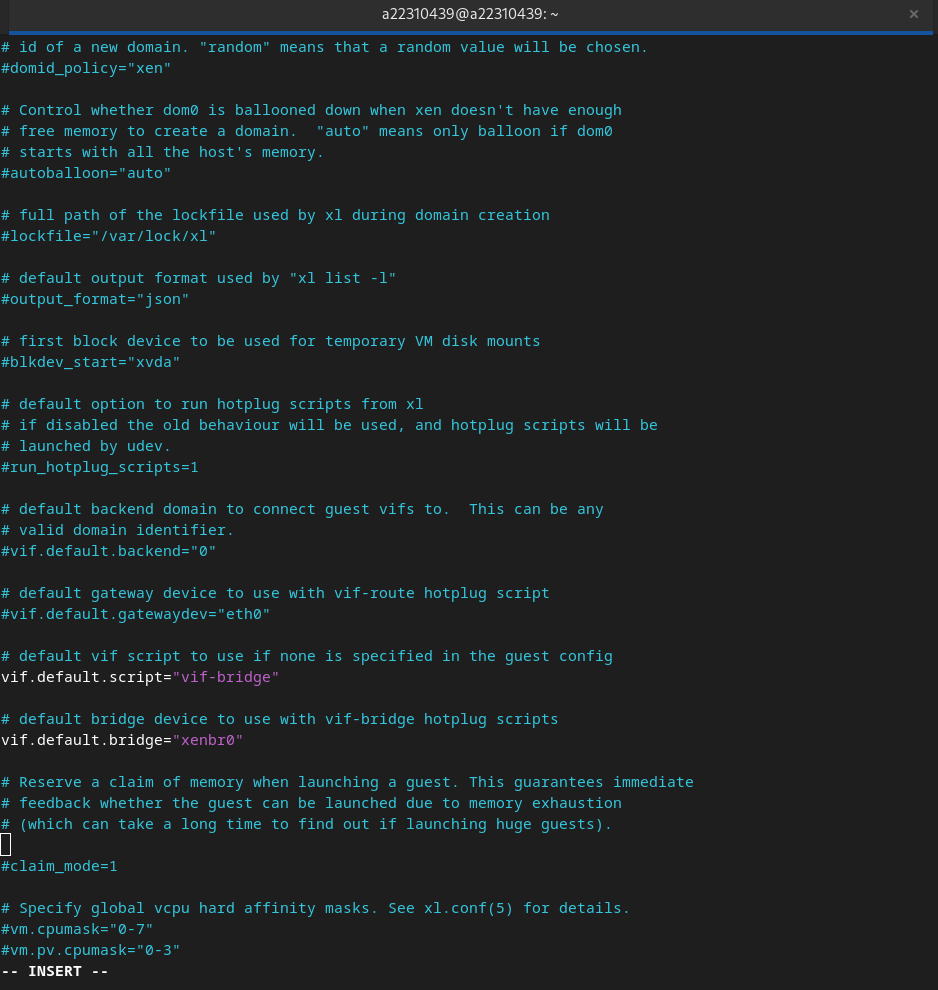 a22310439@a22310439: ~
# id of a new domain. "random" means that a random value will be chosen.
#domid_policy="xen"
# Control whether dom0 is ballooned down when xen doesn't have enough
# free memory to create a domain.  "auto" means only balloon if dom0
# starts with all the host's memory.
#autoballoon="auto"
# full path of the lockfile used by xl during domain creation
#lockfile="/var/lock/xl"
# default output format used by "xl list -l"
#output_format="json"
# first block device to be used for temporary VM disk mounts
#blkdev_start="xvda"
# default option to run hotplug scripts from xl
# if disabled the old behaviour will be used, and hotplug scripts will be
# launched by udev.
#run_hotplug_scripts=1
# default backend domain to connect guest vifs to.  This can be any
# valid domain identifier.
#vif.default.backend="0"
# default gateway device to use with vif-route hotplug script
#vif.default.gatewaydev="eth0"
# default vif script to use if none is specified in the guest config
vif.default.script="vif-bridge"
# default bridge device to use with vif-bridge hotplug scripts
vif.default.bridge="xenbr0"
# Reserve a claim of memory when launching a guest. This guarantees immediate
# feedback whether the guest can be launched due to memory exhaustion
# (which can take a long time to find out if launching huge guests).
#claim_mode=1
# Specify global vcpu hard affinity masks. See xl.conf(5) for details.
#vm.cpumask="0-7"
#vm.pv.cpumask="0-3"
-- INSERT --